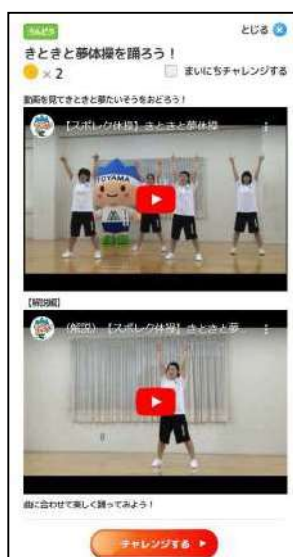 うんどう
とじる
きときと夢体操を踊ろう！
× 2
まいにちチャレンジする
動画を見てきときと夢たいそうをおどろう！
【スポレク体操】きときと夢体操
TOYAMA
【解説編】
（解説）【スポレク体操】きときと夢...
曲に合わせて楽しく踊ってみよう！
チャレンジする